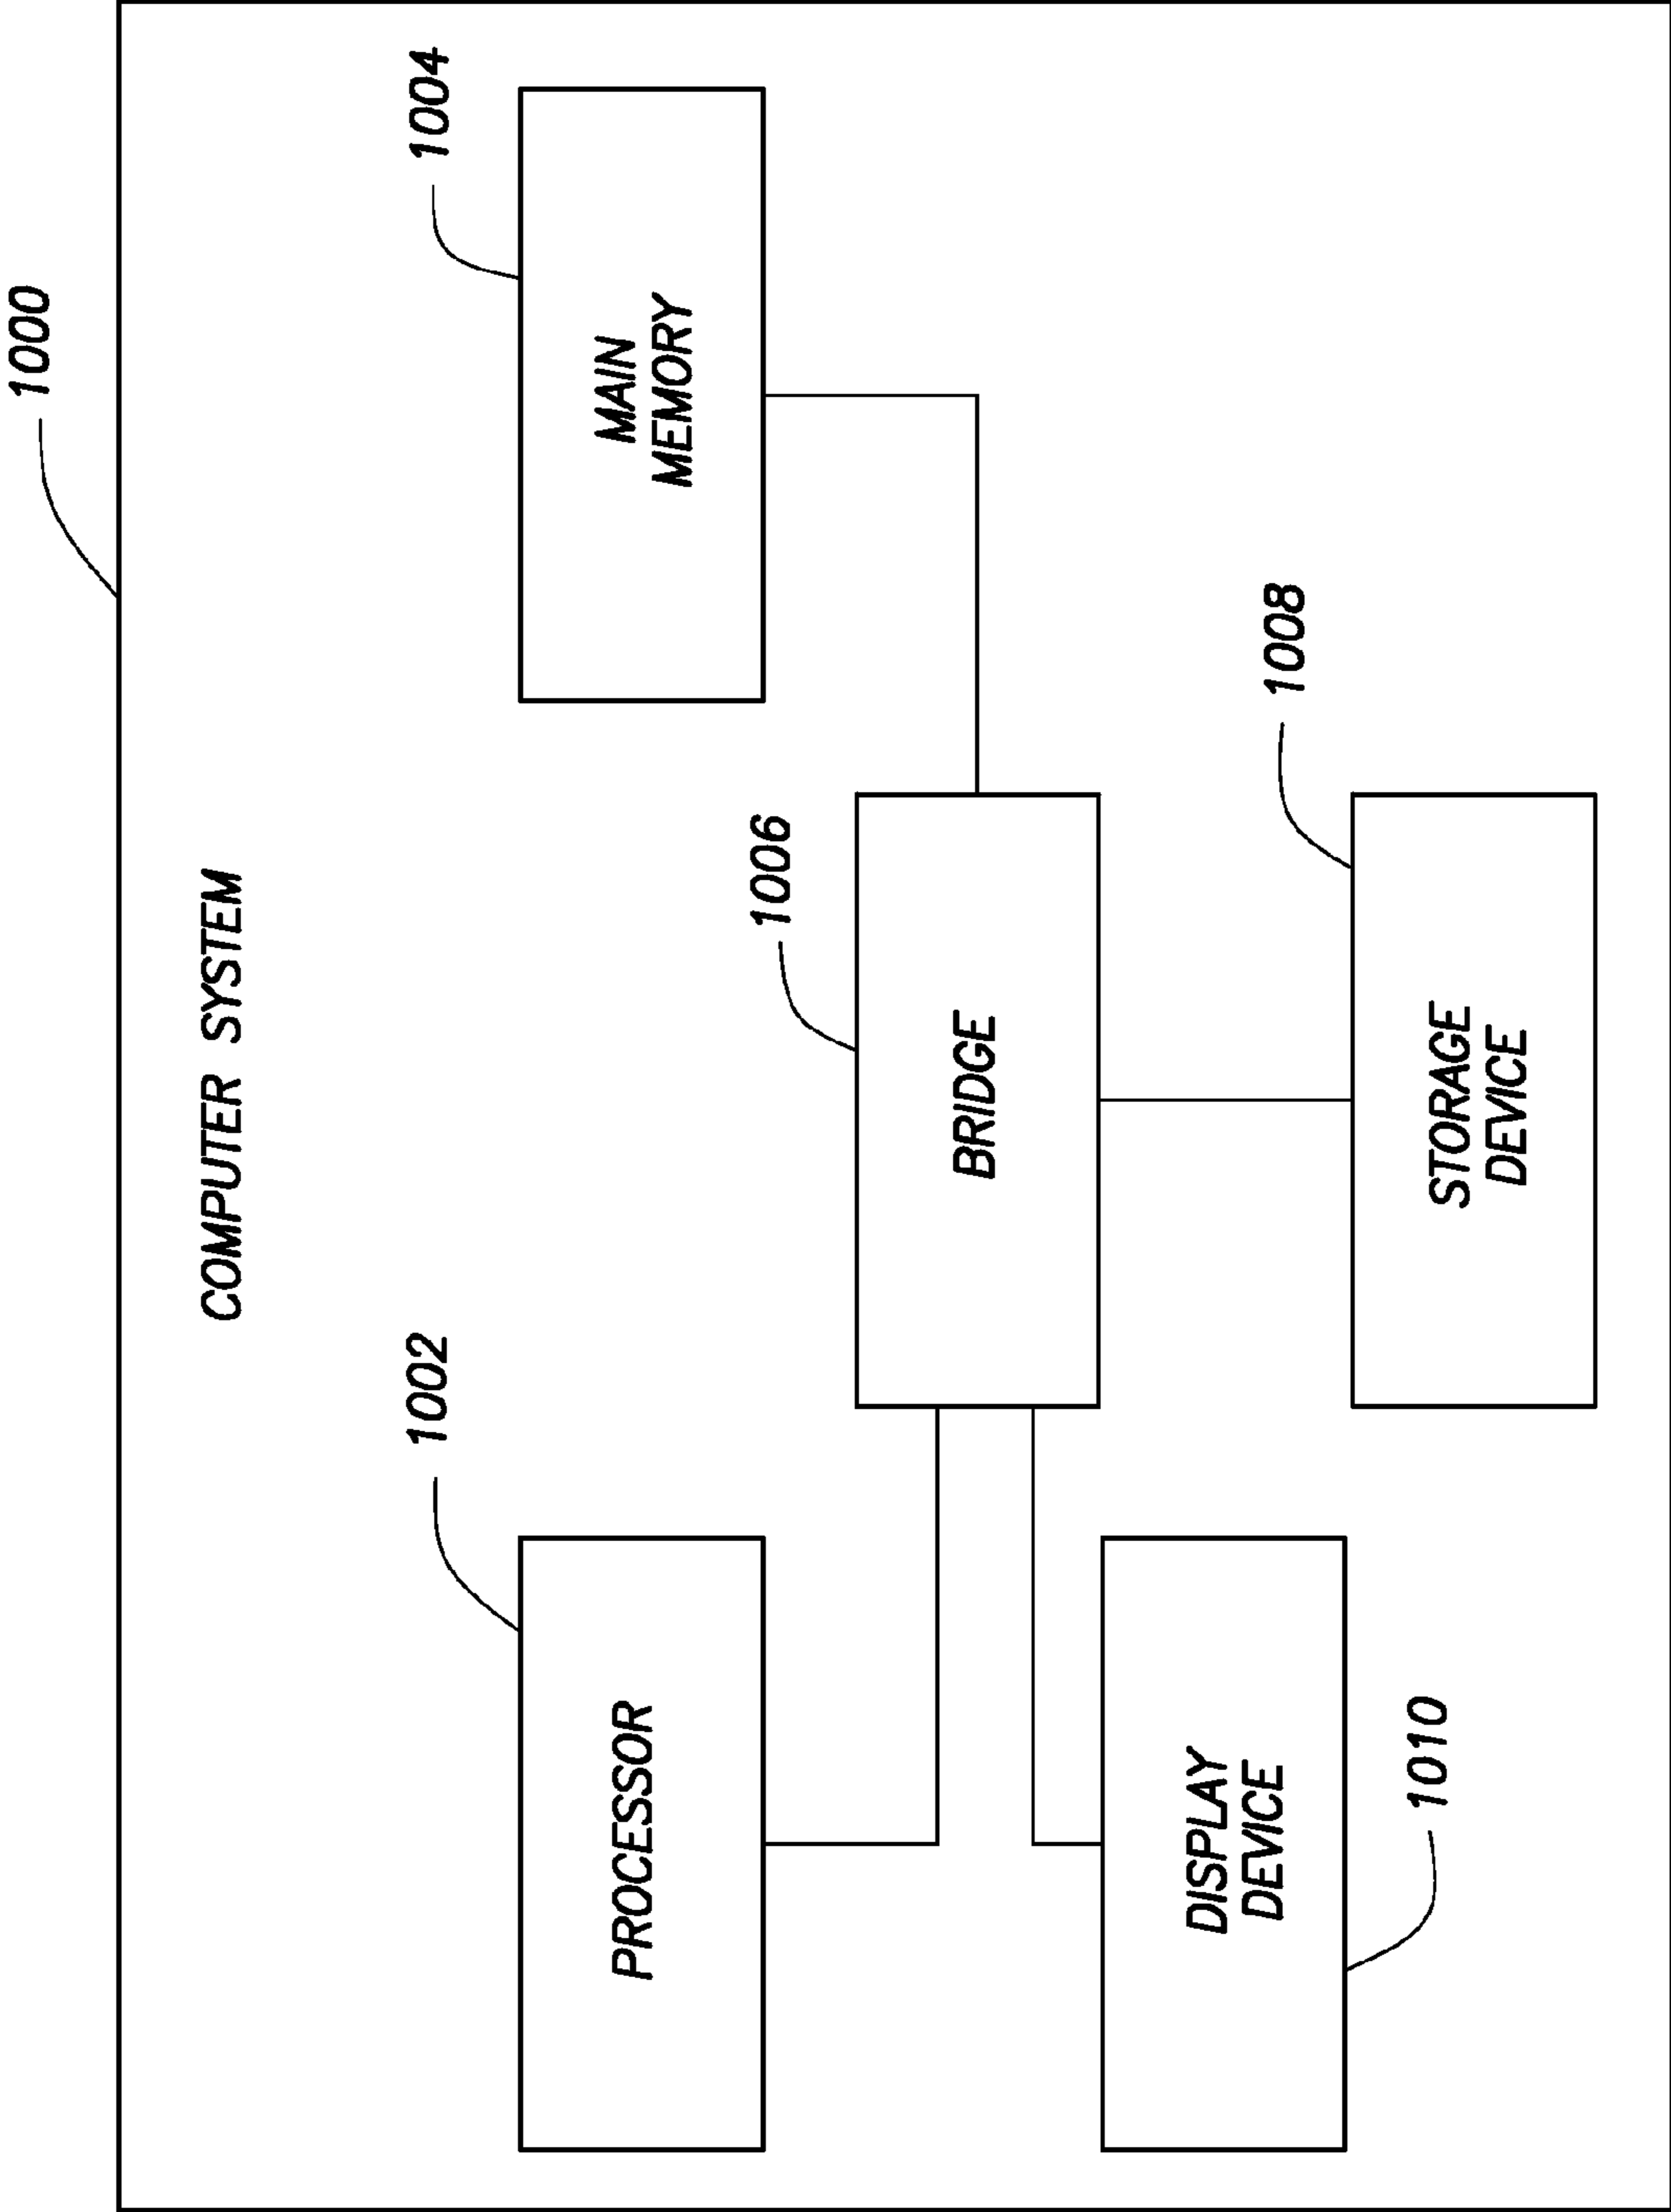 1000
COMPUTER SYSTEM
1002
1004
PROCESSOR
MAIN
MEMORY
1006
BRIDGE
DISPLAY
DEVICE
1010
1008
STORAGE
DEVICE